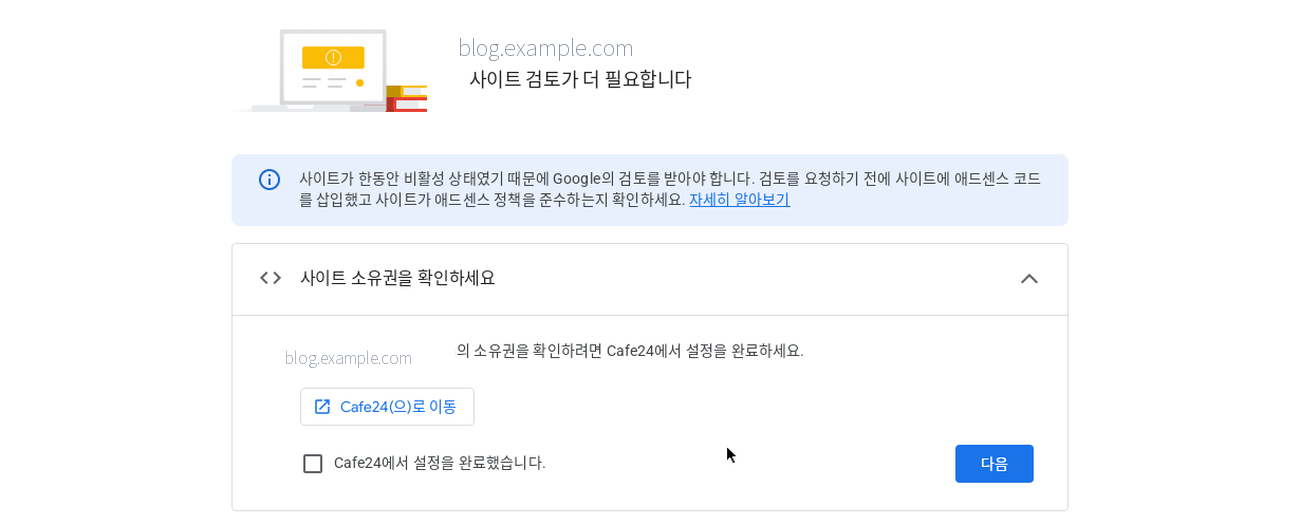 blog.example.com
사이트 검토가 더 필요합니다
사이트가 한동안 비활성 상태였기 때문에 Google의 검토를 받아야 합니다. 검토를 요청하기 전에 사이트에 애드센스 코드
를 삽입했고 사이트가 애드센스 정책을 준수하는지 확인하세요. 자세히 알아보기
사이트 소유권을 확인하세요
blog.example.com 의 소유권을 확인하려면 Cafe24에서 설정을 완료하세요.
Cafe24(으)로 이동
Cafe24에서 설정을 완료했습니다.
다음